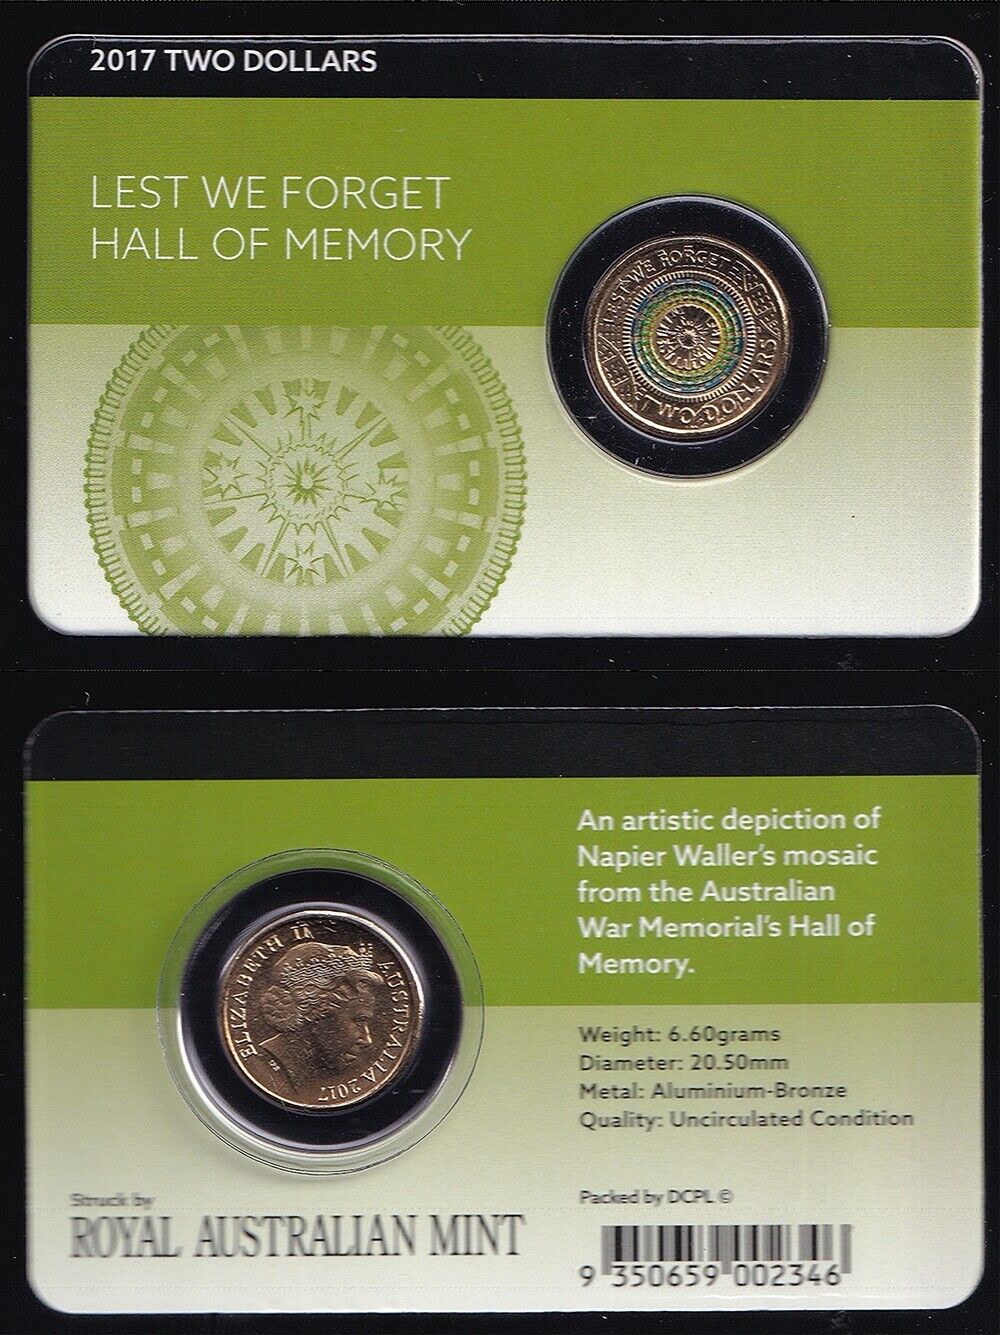 2017 TWO DOLLARS
LEST WE FORGET
HALL OF MEMORY
LEST WE FORGET
TWO DOLLARS
An artistic depiction of
Napier Waller's mosaic
from the Australian
War Memorial's Hall of
Memory.
ELIZABETH II
AUSTRALIA 2017
Weight: 6.60grams
Diameter: 20.50mm
Metal: Aluminium-Bronze
Quality: Uncirculated Condition
Struck by
ROYAL AUSTRALIAN MINT
Packed by DCPL ©
9 350659 002346